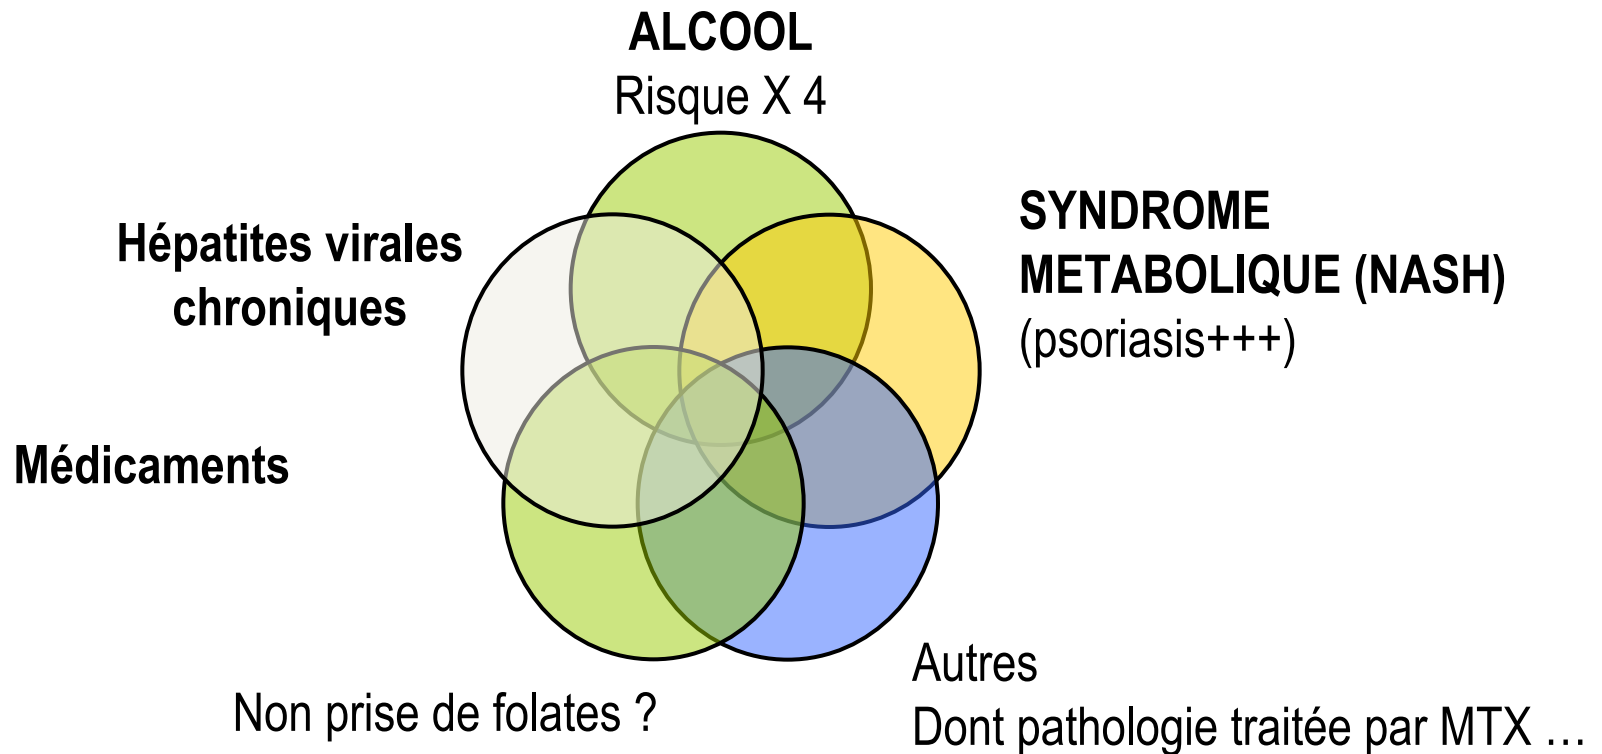 ALCOOL
Risque X 4
SYNDROME
METABOLIQUE (NASH)
(psoriasis+++)
Hépatites virales
chroniques
Médicaments
Non prise de folates ?
Autres
Dont pathologie traitée par MTX …